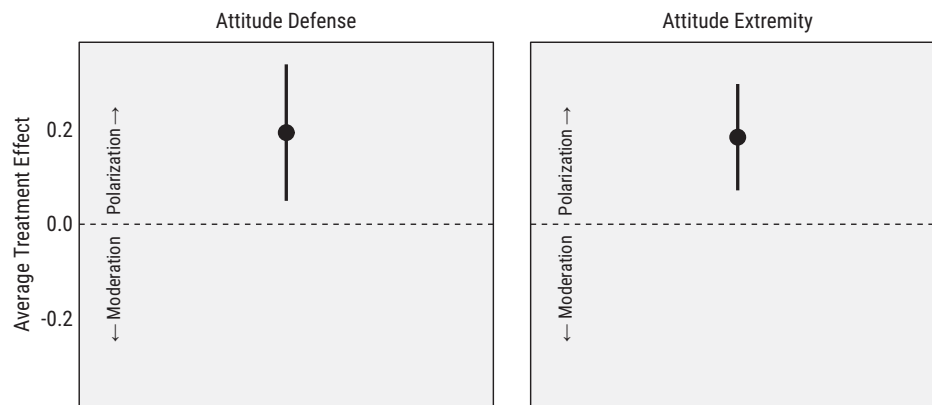 Attitude Defense
Attitude Extremity
Average Treatment Effect
0.2
0.0
-0.2
Polarization →
← Moderation
Polarization →
← Moderation